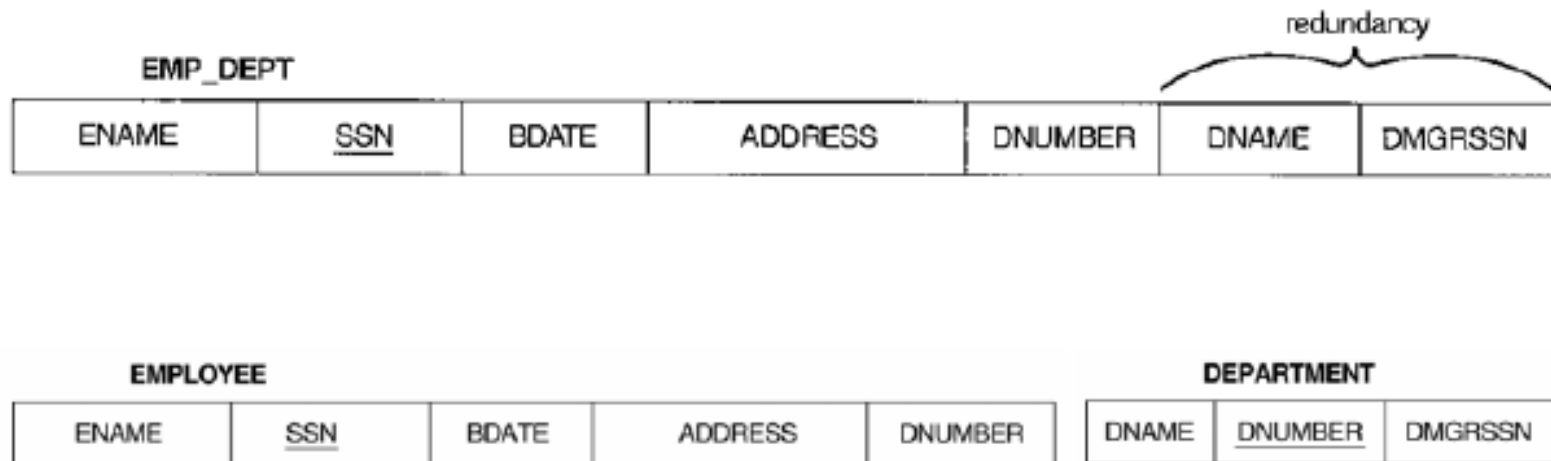 redundancy
EMP_DEPT
ENAME SSN BDATE ADDRESS DNUMBER DNAME DMGRSSN
EMPLOYEE
ENAME SSN BDATE ADDRESS DNUMBER
DEPARTMENT
DNAME DNUMBER DMGRSSN